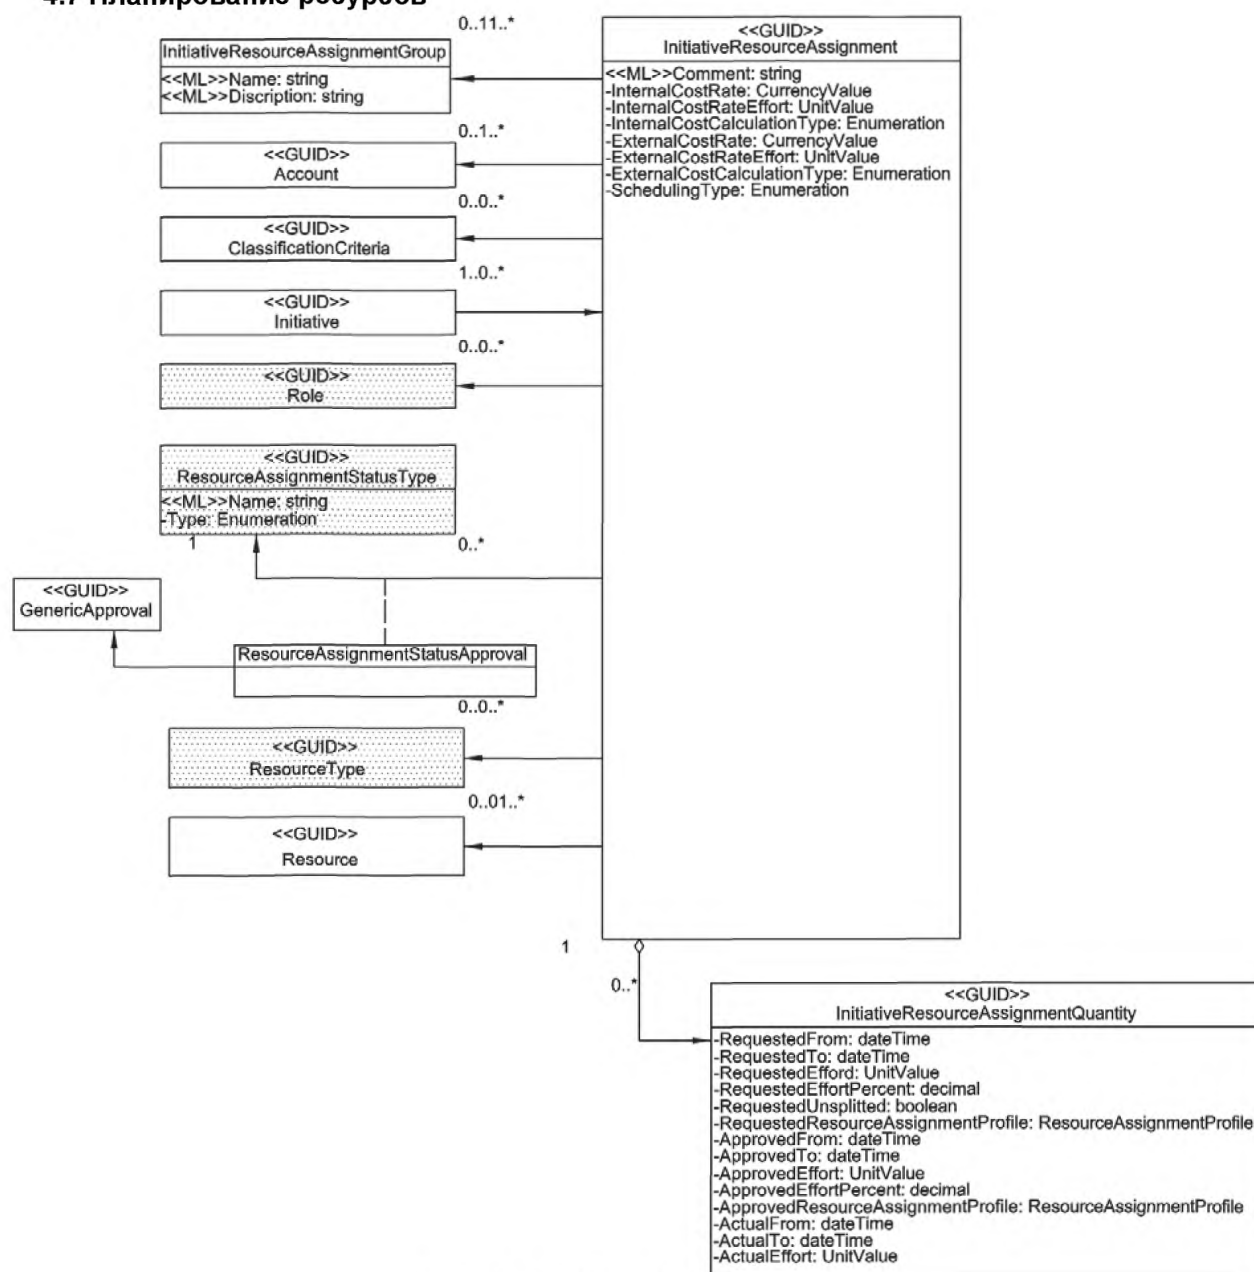 4.7 Планирование ресурсов
0..11..*
InitiativeResourceAssignmentGroup
<<ML>>Name: string
<<ML>>Discription: string
0..1..*
<<GUID>>
Account
0..0..*
<<GUID>>
ClassificationCriteria
1..0..*
<<GUID>>
Initiative
0..0..*
<<GUID>>
Role
<<GUID>>
ResourceAssignmentStatusType
<<ML>>Name: string
-Type: Enumeration
1
0..*
<<GUID>>
GenericApproval
ResourceAssignmentStatusApproval
0..0..*
<<GUID>>
ResourceType
0..01..*
<<GUID>>
Resource
<<GUID>>
InitiativeResourceAssignment
<<ML>>Comment: string
-InternalCostRate: CurrencyValue
-InternalCostRateEffort: UnitValue
-InternalCostCalculationType: Enumeration
-ExternalCostRate: CurrencyValue
-ExternalCostRateEffort: UnitValue
-ExternalCostCalculationType: Enumeration
-SchedulingType: Enumeration
1
0..*
<<GUID>>
InitiativeResourceAssignmentQuantity
-RequestedFrom: dateTime
-RequestedTo: dateTime
-RequestedEfford: UnitValue
-RequestedEffortPercent: decimal
-RequestedUnsplitted: boolean
-RequestedResourceAssignmentProfile: ResourceAssignmentProfile
-ApprovedFrom: dateTime
-ApprovedTo: dateTime
-ApprovedEffort: UnitValue
-ApprovedEffortPercent: decimal
-ApprovedResourceAssignmentProfile: ResourceAssignmentProfile
-ActualFrom: dateTime
-ActualTo: dateTime
-ActualEffort: UnitValue